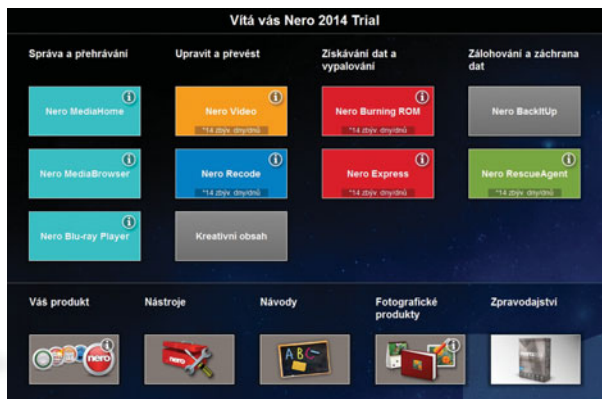 Vítá vás Nero 2014 Trial
Správa a přehrávání
Upravit a převést
Získávání dat a
vypalování
Zálohování a záchrana
dat
Nero MediaHome
Nero Video
*14 zbýv. dny/dnů
Nero Burning ROM
*14 zbýv. dny/dnů
Nero BackItUp
Nero MediaBrowser
Nero Recode
*14 zbýv. dny/dnů
Nero Express
*14 zbýv. dny/dnů
Nero RescueAgent
*14 zbýv. dny/dnů
Nero Blu-ray Player
Kreativní obsah
Váš produkt
Nástroje
Návody
Fotografické
produkty
Zpravodajství
nero
nero
A B C